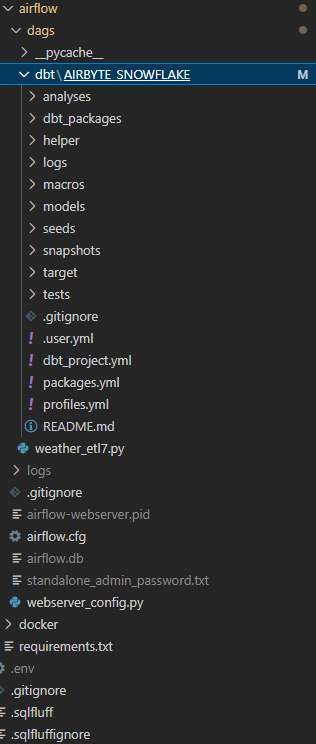 airflow
dags
__pycache__
dbt\AIRBYTE_SNOWFLAKE M
analyses
dbt_packages
helper
logs
macros
models
seeds
snapshots
target
tests
.gitignore
.user.yml
dbt_project.yml
packages.yml
profiles.yml
README.md
weather_etl7.py
logs
.gitignore
airflow-webserver.pid
airflow.cfg
airflow.db
standalone_admin_password.txt
webserver_config.py
docker
requirements.txt
.env
.gitignore
.sqlfluff
.sqlfluffignore